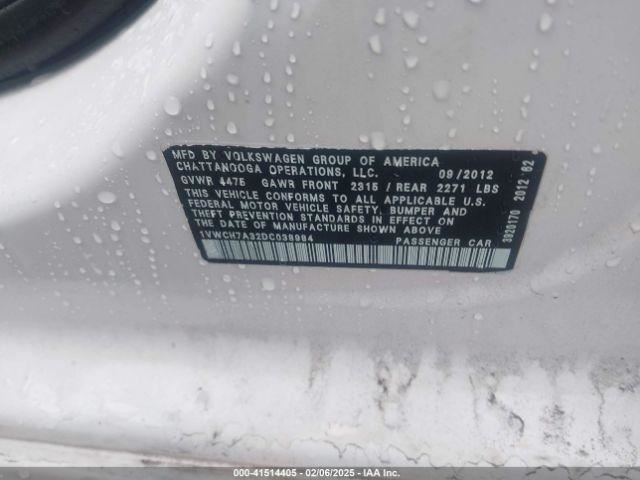 MFD BY VOLKSWAGEN GROUP OF AMERICA
CHATTANOOGA OPERATIONS, LLC. 09/2012
GVWR 4475 GAWR FRONT 2315 / REAR 2271 LBS
THIS VEHICLE CONFORMS TO ALL APPLICABLE U.S.
FEDERAL MOTOR VEHICLE SAFETY, BUMPER AND
THEFT PREVENTION STANDARDS IN EFFECT ON
THE DATE OF MANUFACTURE SHOWN ABOVE
1VWCH7A32DC038994 PASSENGER CAR
3920170 2012 62
000-41514405 - 02/06/2025 - IAA Inc.